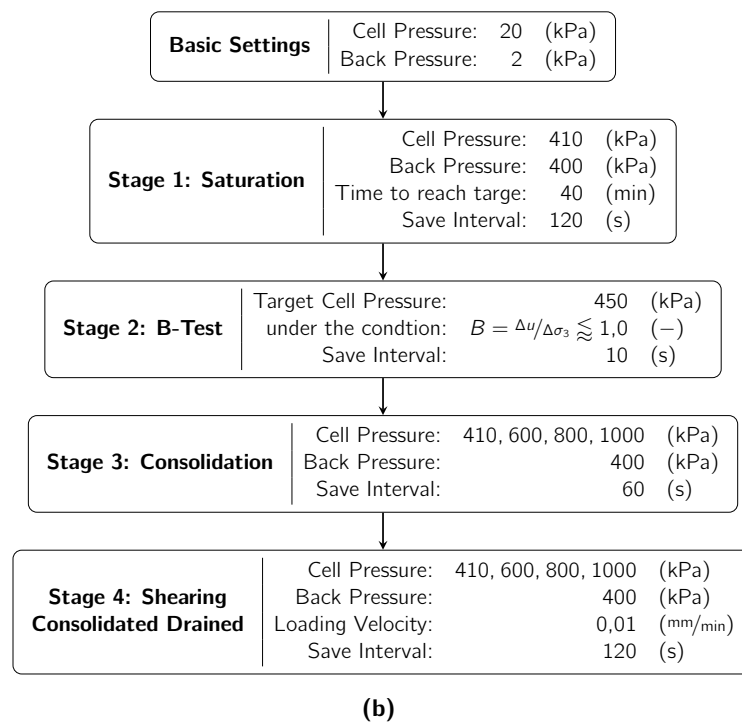 Basic Settings
Cell Pressure: 20 (kPa)
Back Pressure: 2 (kPa)
Stage 1: Saturation
Cell Pressure: 410 (kPa)
Back Pressure: 400 (kPa)
Time to reach targe: 40 (min)
Save Interval: 120 (s)
Stage 2: B-Test
Target Cell Pressure: 450 (kPa)
under the condtion: B = Δu/Δσ₃ ⪅ 1,0 (−)
Save Interval: 10 (s)
Stage 3: Consolidation
Cell Pressure: 410, 600, 800, 1000 (kPa)
Back Pressure: 400 (kPa)
Save Interval: 60 (s)
Stage 4: Shearing
Consolidated Drained
Cell Pressure: 410, 600, 800, 1000 (kPa)
Back Pressure: 400 (kPa)
Loading Velocity: 0,01 (mm/min)
Save Interval: 120 (s)
(b)